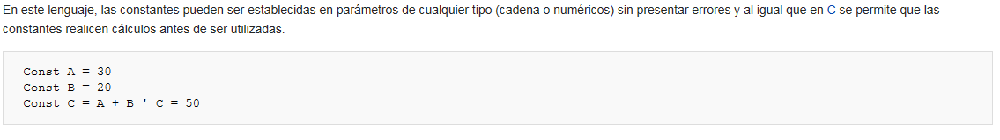 En este lenguaje, las constantes pueden ser establecidas en parámetros de cualquier tipo (cadena o numéricos) sin presentar errores y al igual que en C se permite que las
constantes realicen cálculos antes de ser utilizadas.
Const A = 30
Const B = 20
Const C = A + B ' C = 50